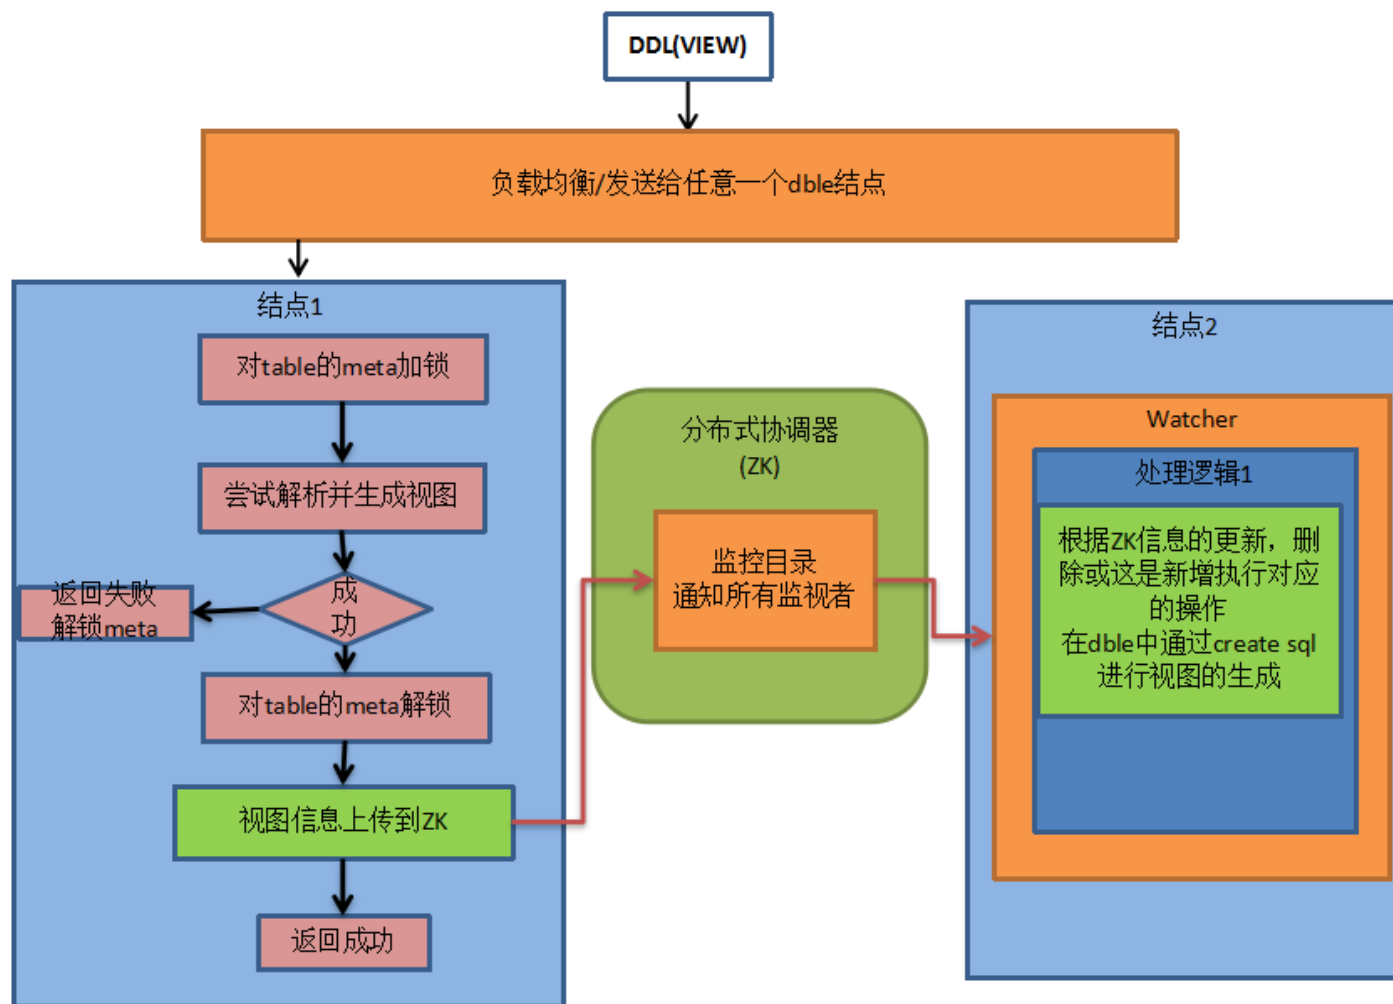 DDL(VIEW)
负载均衡/发送给任意一个dble结点
结点1
对table的meta加锁
尝试解析并生成视图
成
功
返回失败
解锁meta
对table的meta解锁
视图信息上传到ZK
返回成功
分布式协调器
(ZK)
监控目录
通知所有监视者
结点2
Watcher
处理逻辑1
根据ZK信息的更新，删
除或这是新增执行对应
的操作
在dble中通过create sql
进行视图的生成